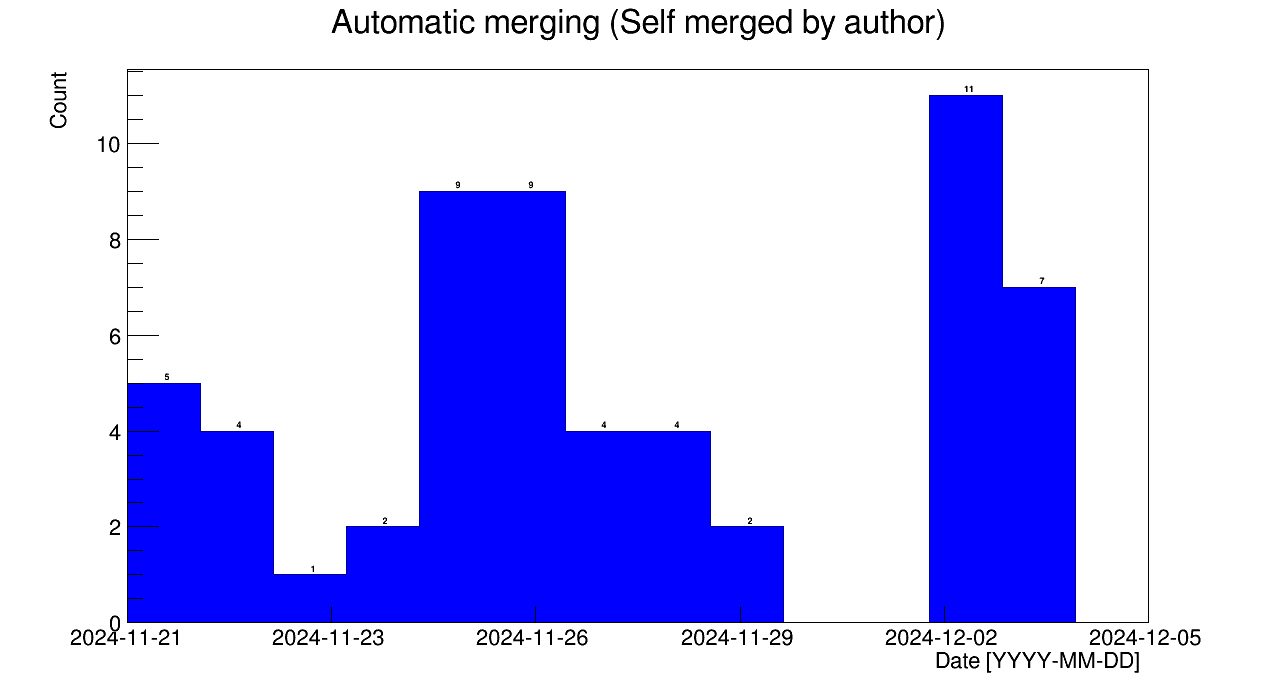 Automatic merging (Self merged by author)
Count
11
10
9 9
8
7
6
5
4 4 4 4
2 2 2
1
0
2024-11-21 2024-11-23 2024-11-26 2024-11-29 2024-12-02 2024-12-05
Date [YYYY-MM-DD]